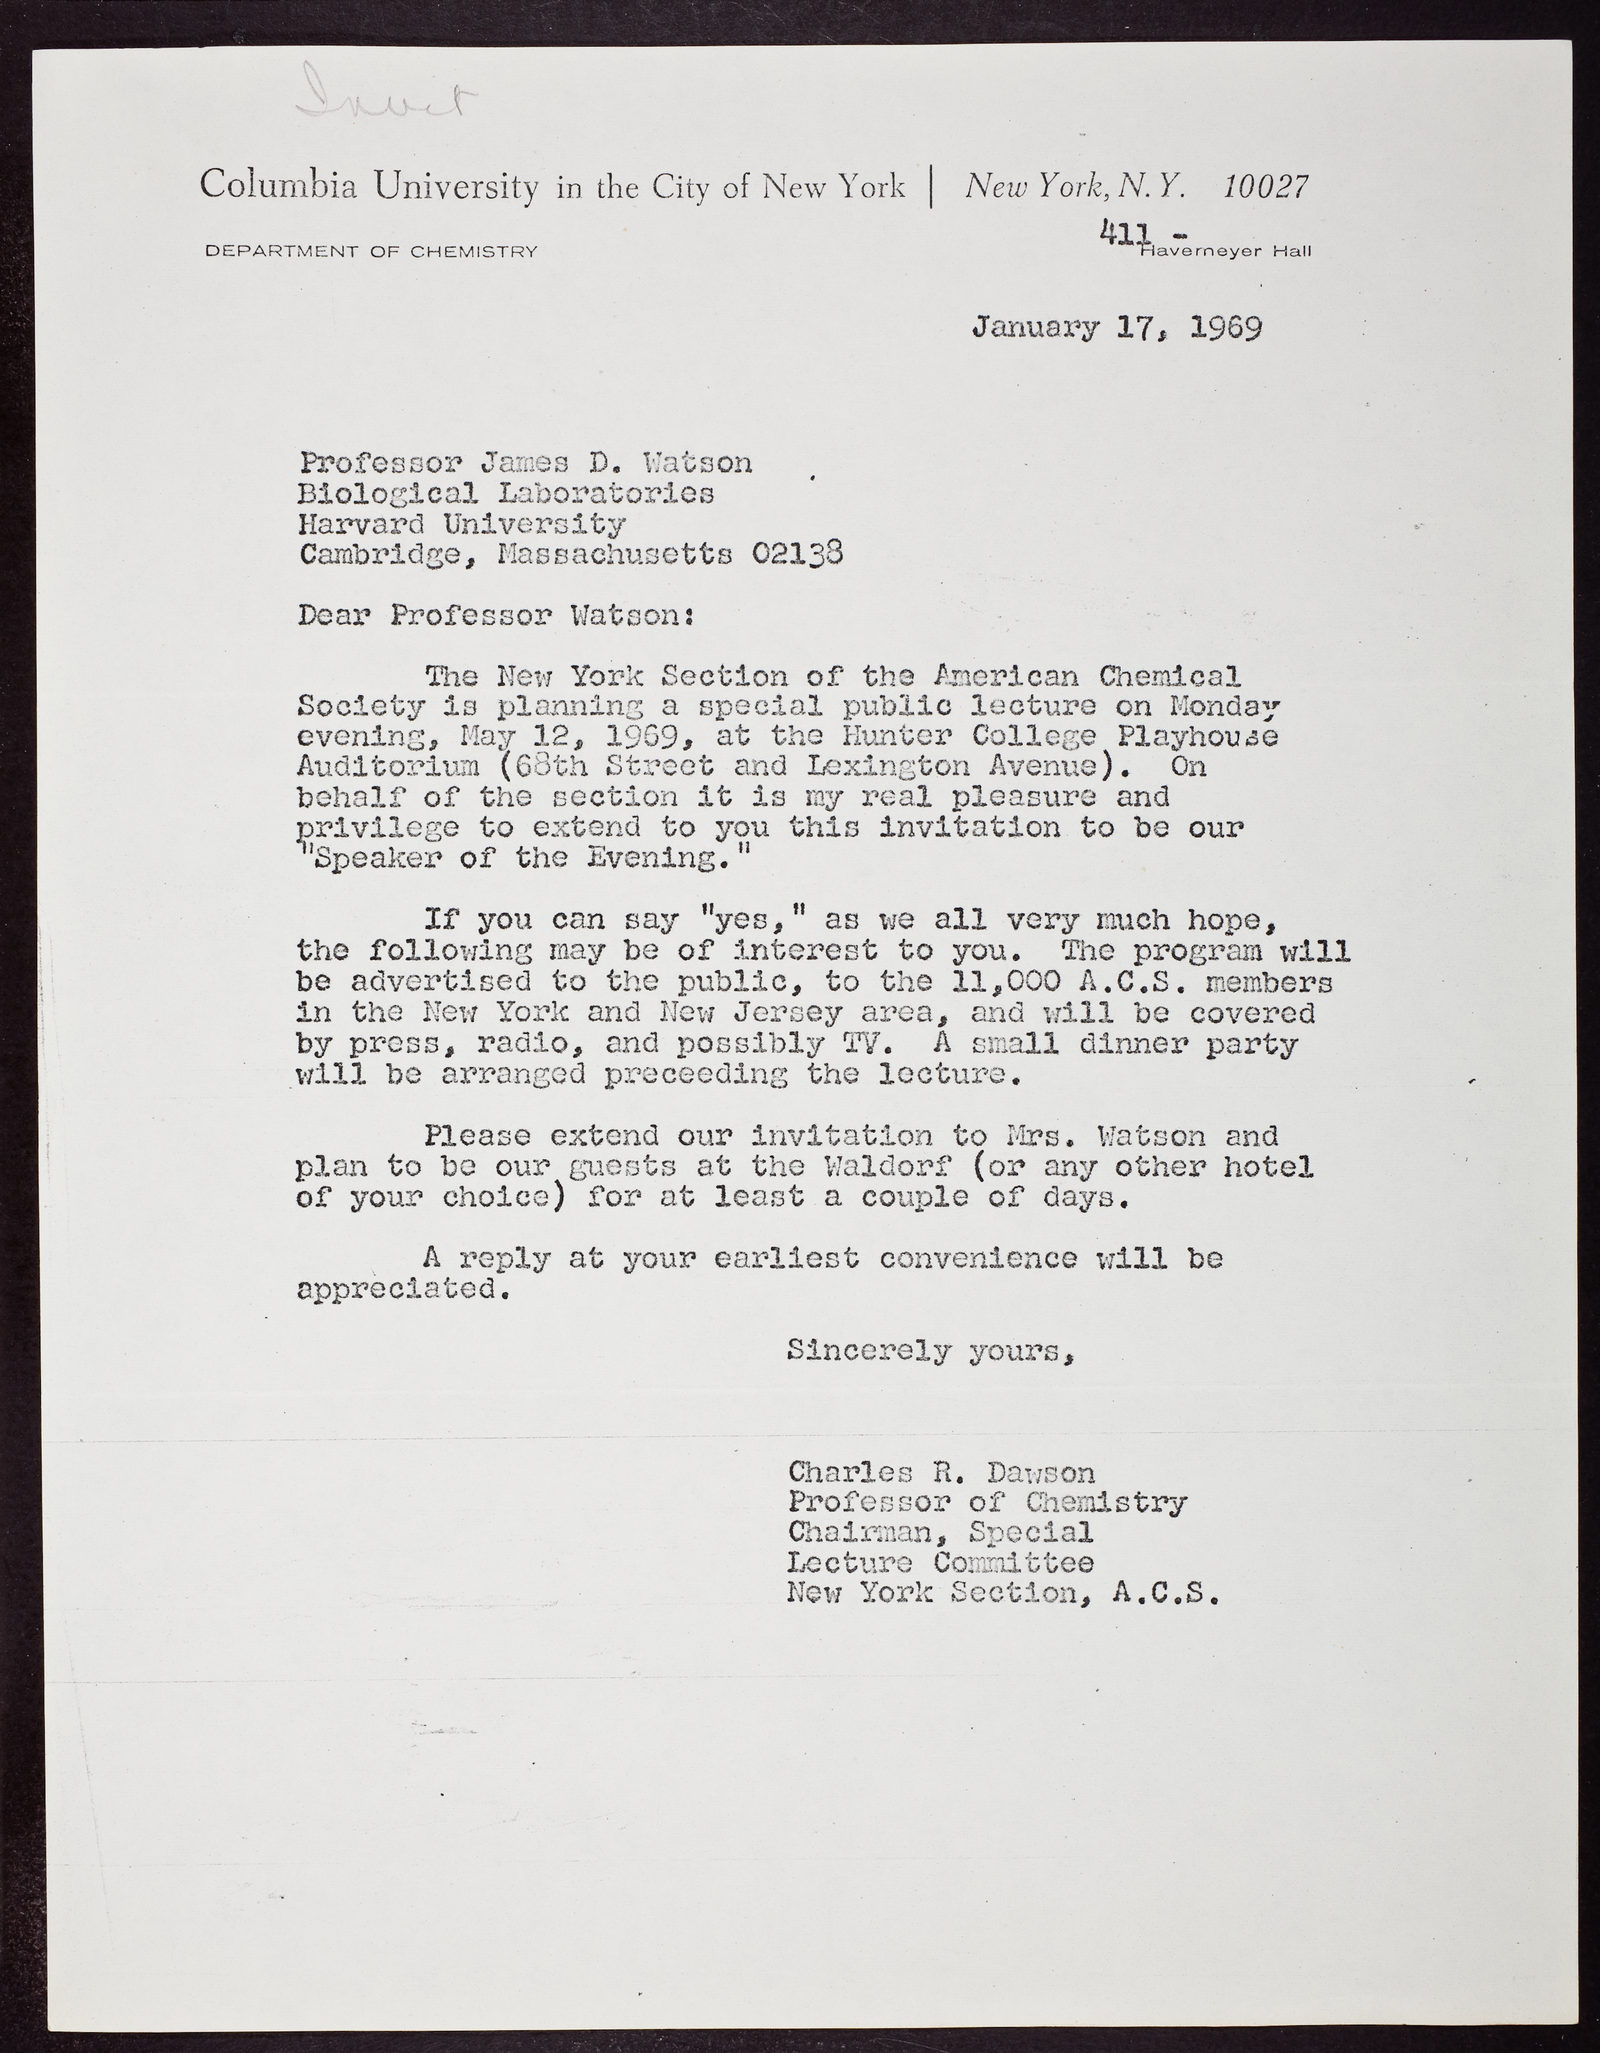 Invit
Columbia University in the City of New York | New York, N. Y. 10027
DEPARTMENT OF CHEMISTRY
411 - Havemeyer Hall
January 17, 1969
Professor James D. Watson
Biological Laboratories
Harvard University
Cambridge, Massachusetts 02138
Dear Professor Watson:
The New York Section of the American Chemical
Society is planning a special public lecture on Monday
evening, May 12, 1969, at the Hunter College Playhouse
Auditorium (68th Street and Lexington Avenue). On
behalf of the section it is my real pleasure and
privilege to extend to you this invitation to be our
"Speaker of the Evening."
If you can say "yes," as we all very much hope,
the following may be of interest to you. The program will
be advertised to the public, to the 11,000 A.C.S. members
in the New York and New Jersey area, and will be covered
by press, radio, and possibly TV. A small dinner party
will be arranged preceeding the lecture.
Please extend our invitation to Mrs. Watson and
plan to be our guests at the Waldorf (or any other hotel
of your choice) for at least a couple of days.
A reply at your earliest convenience will be
appreciated.
Sincerely yours,
Charles R. Dawson
Professor of Chemistry
Chairman, Special
Lecture Committee
New York Section, A.C.S.